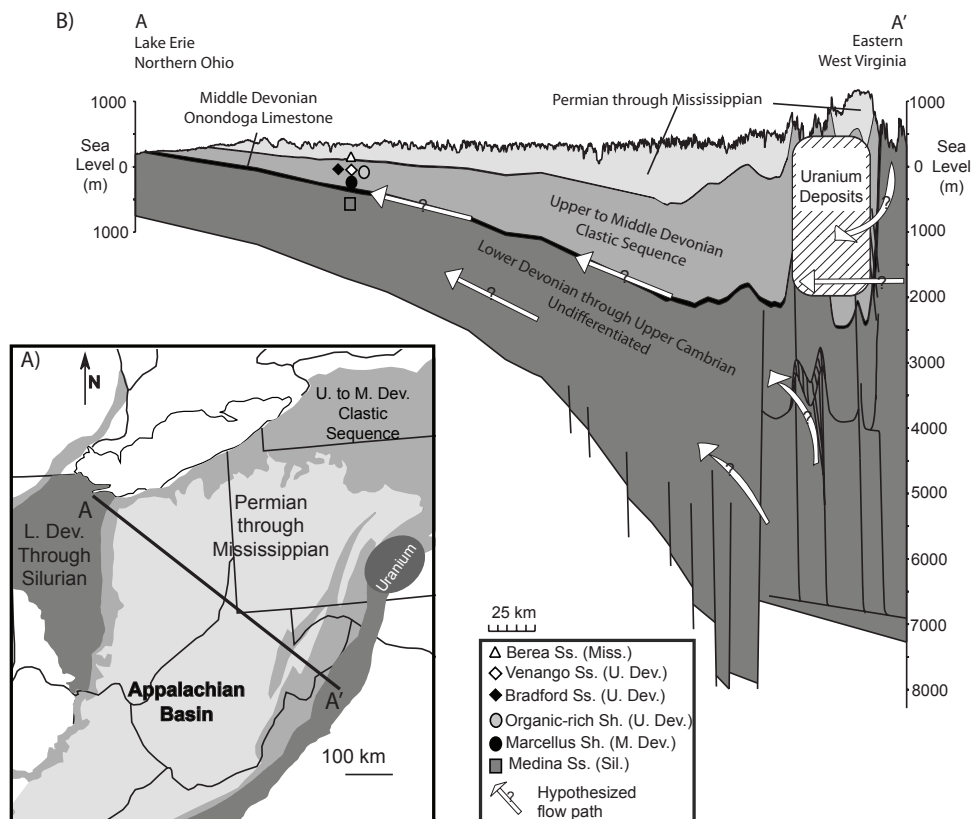 B)
A
Lake Erie
Northern Ohio
A'
Eastern
West Virginia
1000
Sea
Level
(m)
0
1000
Middle Devonian
Onondoga Limestone
Permian through Mississippian
Upper to Middle Devonian
Clastic Sequence
Lower Devonian through Upper Cambrian
Undifferentiated
Uranium
Deposits
?
?
?
?
?
?
?
1000
0
Sea
Level
(m)
1000
2000
3000
4000
5000
6000
7000
8000
A)
N
U. to M. Dev.
Clastic
Sequence
A
L. Dev.
Through
Silurian
Permian
through
Mississippian
Uranium
Appalachian
Basin
A'
100 km
25 km
Berea Ss. (Miss.)
Venango Ss. (U. Dev.)
Bradford Ss. (U. Dev.)
Organic-rich Sh. (U. Dev.)
Marcellus Sh. (M. Dev.)
Medina Ss. (Sil.)
? Hypothesized
flow path